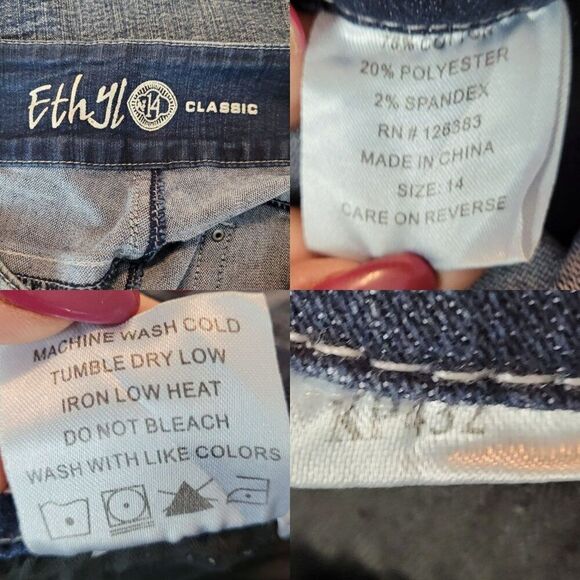 Ethyl 14 CLASSIC
20% POLYESTER
2% SPANDEX
RN # 126883
MADE IN CHINA
SIZE: 14
CARE ON REVERSE
MACHINE WASH COLD
TUMBLE DRY LOW
IRON LOW HEAT
DO NOT BLEACH
WASH WITH LIKE COLORS